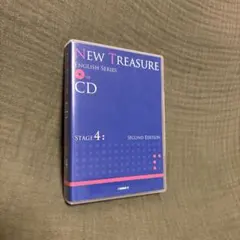 NEW TREASURE
ENGLISH SERIES
CD
STAGE 4:
SECOND EDITION